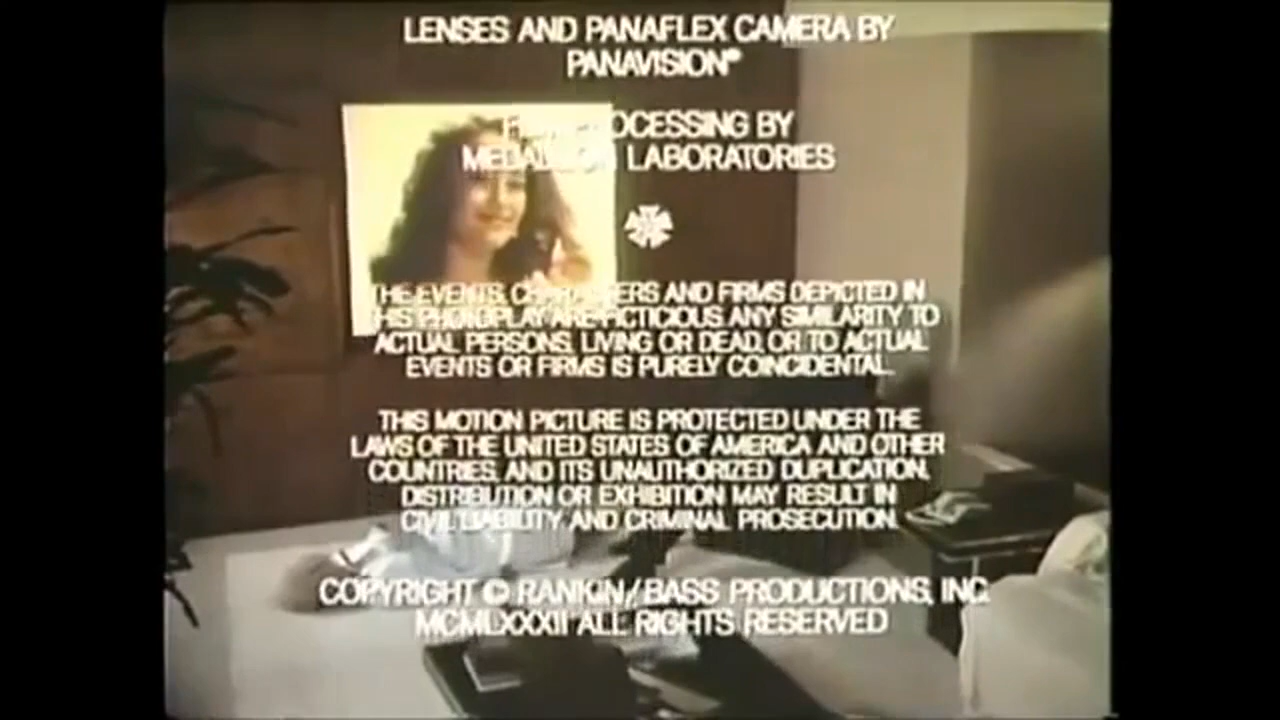 LENSES AND PANAFLEX CAMERA BY
PANAVISION®
PROCESSING BY
LABORATORIES
THE EVENTS, CHARACTERS AND FIRMS DEPICTED IN
THIS PHOTOPLAY ARE FICTICIOUS. ANY SIMILARITY TO
ACTUAL PERSONS, LIVING OR DEAD, OR TO ACTUAL
EVENTS OR FIRMS IS PURELY COINCIDENTAL.
THIS MOTION PICTURE IS PROTECTED UNDER THE
LAWS OF THE UNITED STATES OF AMERICA AND OTHER
COUNTRIES, AND ITS UNAUTHORIZED DUPLICATION,
DISTRIBUTION OR EXHIBITION MAY RESULT IN
CIVIL LIABILITY AND CRIMINAL PROSECUTION.
COPYRIGHT © RANKIN/BASS PRODUCTIONS, INC.
MCMLXXXII ALL RIGHTS RESERVED